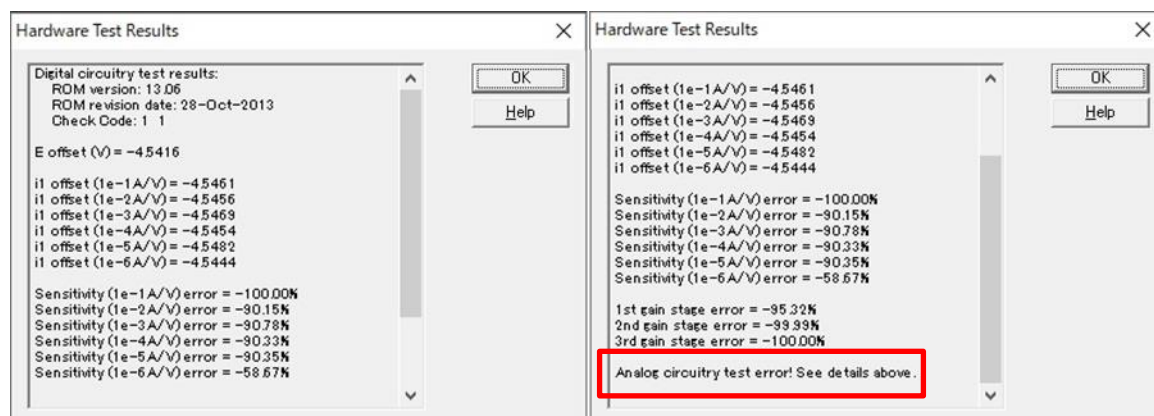 Hardware Test Results
Digital circuitry test results:
ROM version: 13.06
ROM revision date: 28-Oct-2013
Check Code: 1 1
E offset (V) = -4.5416
i1 offset (1e-1A/V) = -4.5461
i1 offset (1e-2A/V) = -4.5456
i1 offset (1e-3A/V) = -4.5469
i1 offset (1e-4A/V) = -4.5454
i1 offset (1e-5A/V) = -4.5482
i1 offset (1e-6A/V) = -4.5444
Sensitivity (1e-1A/V) error = -100.00%
Sensitivity (1e-2A/V) error = -90.15%
Sensitivity (1e-3A/V) error = -90.78%
Sensitivity (1e-4A/V) error = -90.33%
Sensitivity (1e-5A/V) error = -90.35%
Sensitivity (1e-6A/V) error = -58.67%
OK
Help
Hardware Test Results
i1 offset (1e-1A/V) = -4.5461
i1 offset (1e-2A/V) = -4.5456
i1 offset (1e-3A/V) = -4.5469
i1 offset (1e-4A/V) = -4.5454
i1 offset (1e-5A/V) = -4.5482
i1 offset (1e-6A/V) = -4.5444
Sensitivity (1e-1A/V) error = -100.00%
Sensitivity (1e-2A/V) error = -90.15%
Sensitivity (1e-3A/V) error = -90.78%
Sensitivity (1e-4A/V) error = -90.33%
Sensitivity (1e-5A/V) error = -90.35%
Sensitivity (1e-6A/V) error = -58.67%
1st gain stage error = -95.32%
2nd gain stage error = -99.99%
3rd gain stage error = -100.00%
Analog circuitry test error! See details above.
OK
Help